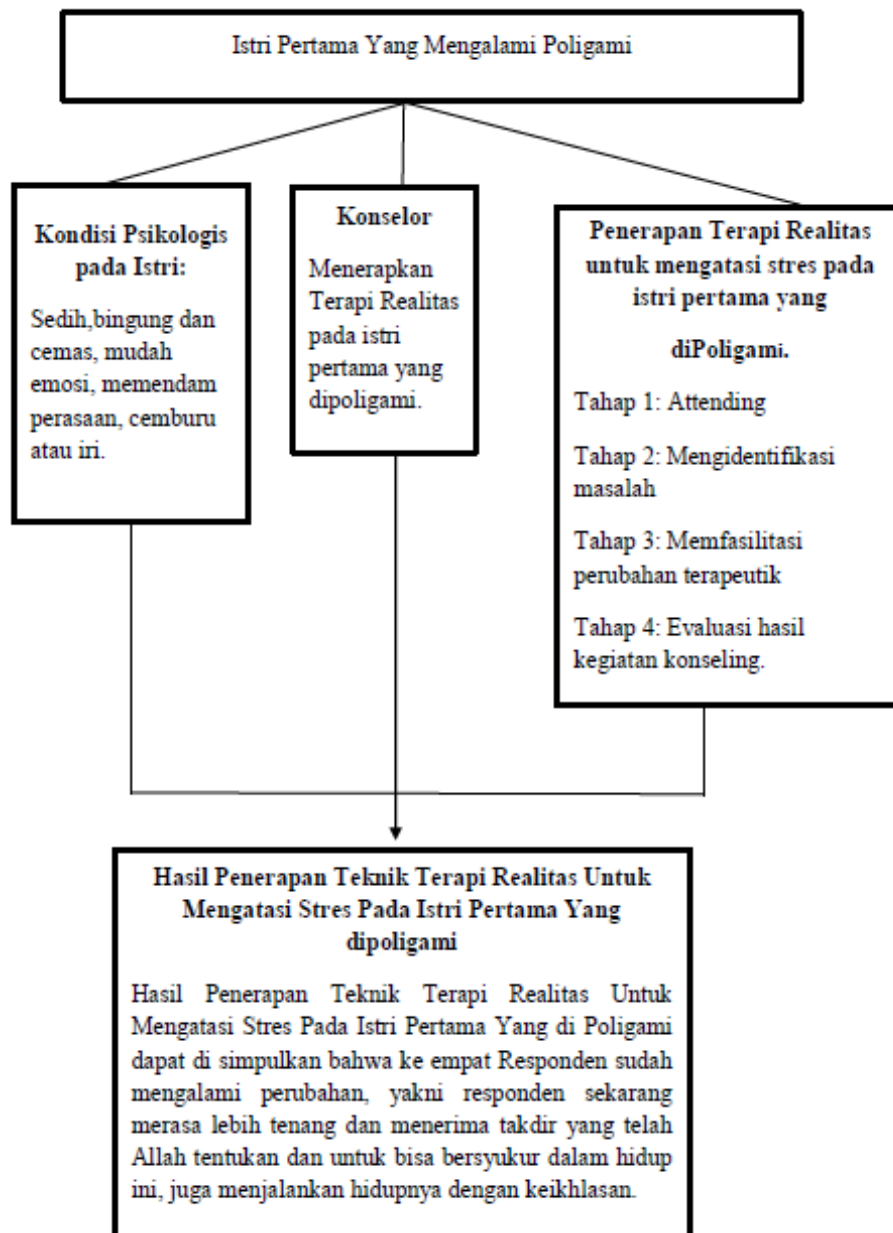 Istri Pertama Yang Mengalami Poligami
Kondisi Psikologis
pada Istri:
Sedih,bingung dan
cemas, mudah
emosi, memendam
perasaan, cemburu
atau iri.
Konselor
Menerapkan
Terapi Realitas
pada istri
pertama yang
dipoligami.
Penerapan Terapi Realitas
untuk mengatasi stres pada
istri pertama yang
diPoligami.
Tahap 1: Attending
Tahap 2: Mengidentifikasi
masalah
Tahap 3: Memfasilitasi
perubahan terapeutik
Tahap 4: Evaluasi hasil
kegiatan konseling.
Hasil Penerapan Teknik Terapi Realitas Untuk
Mengatasi Stres Pada Istri Pertama Yang
dipoligami
Hasil Penerapan Teknik Terapi Realitas Untuk
Mengatasi Stres Pada Istri Pertama Yang di Poligami
dapat di simpulkan bahwa ke empat Responden sudah
mengalami perubahan, yakni responden sekarang
merasa lebih tenang dan menerima takdir yang telah
Allah tentukan dan untuk bisa bersyukur dalam hidup
ini, juga menjalankan hidupnya dengan keikhlasan.